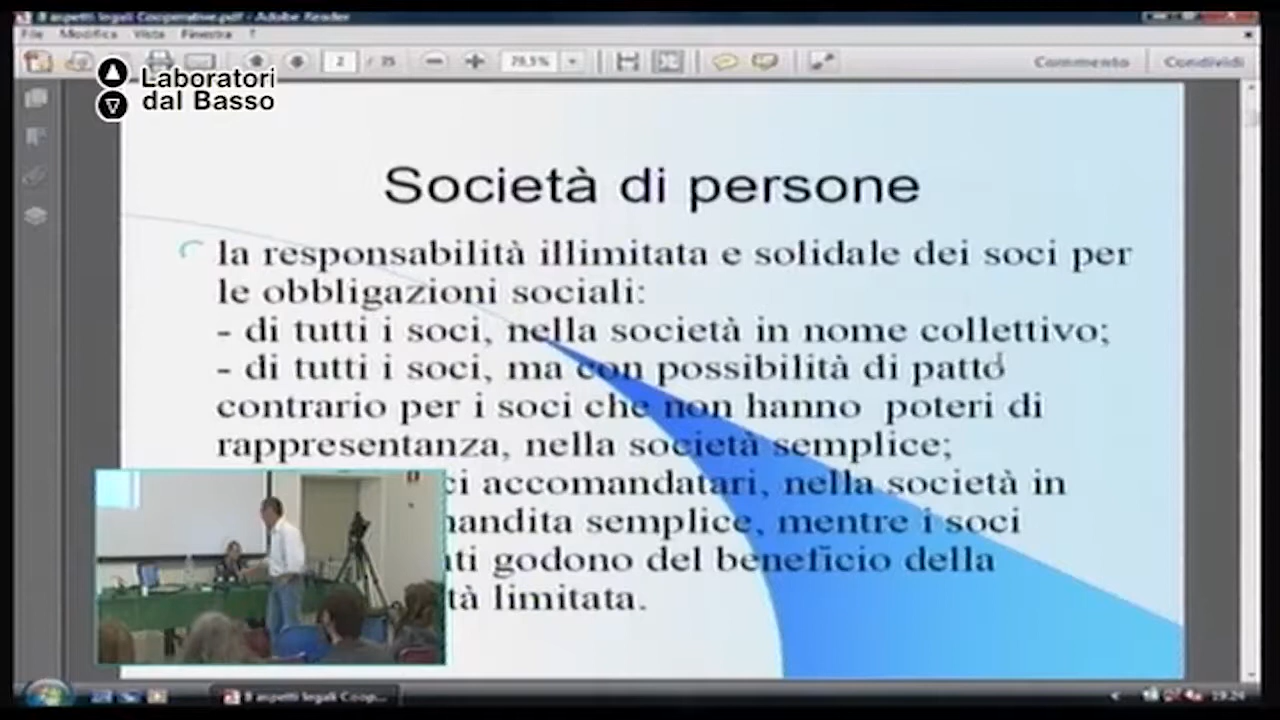 8 aspetti legali Cooperative.pdf - Adobe Reader
File Modifica Vista Finestra ?
2 / 35 78,5% Commento Condividi
Laboratori
dal Basso
Società di persone
la responsabilità illimitata e solidale dei soci per
le obbligazioni sociali:
- di tutti i soci, nella società in nome collettivo;
- di tutti i soci, ma con possibilità di patto
contrario per i soci che non hanno poteri di
rappresentanza, nella società semplice;
ci accomandatari, nella società in
mandita semplice, mentre i soci
nti godono del beneficio della
tà limitata.
8 aspetti legali Coop... 19:24